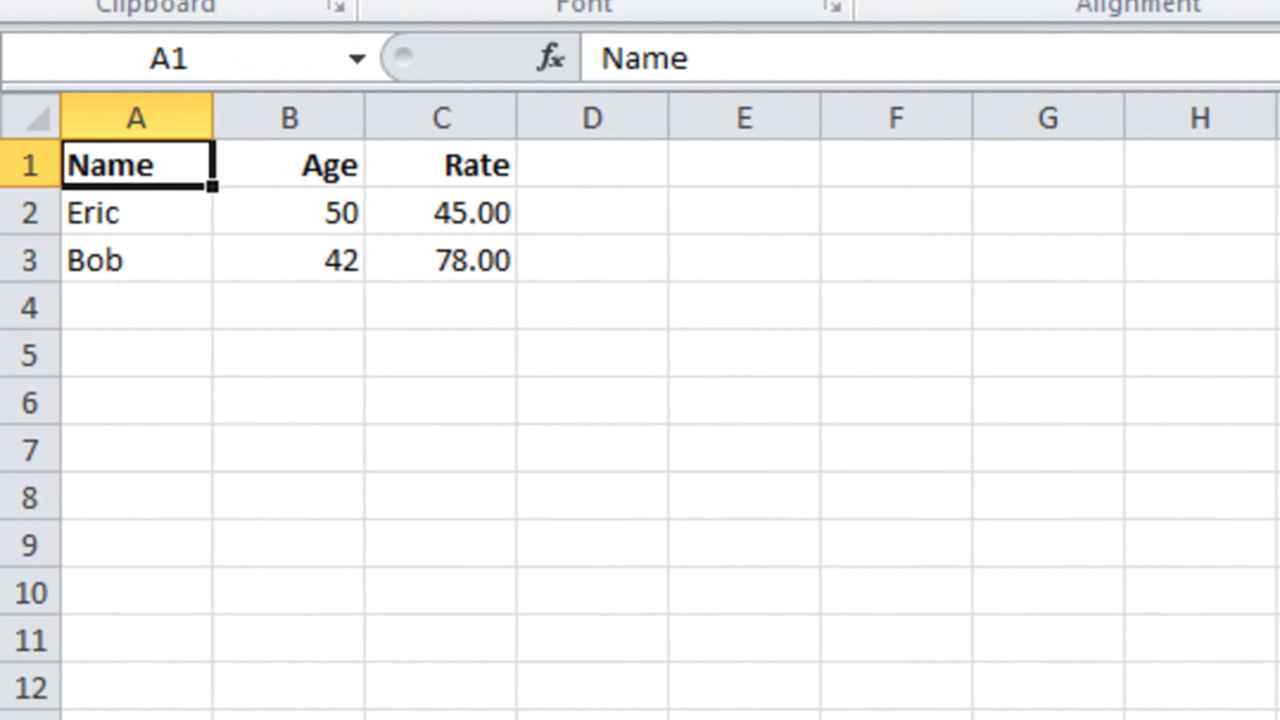 Clipboard Font Alignment
A1 fx Name
A B C D E F G H
1 Name Age Rate
2 Eric 50 45.00
3 Bob 42 78.00
4
5
6
7
8
9
10
11
12